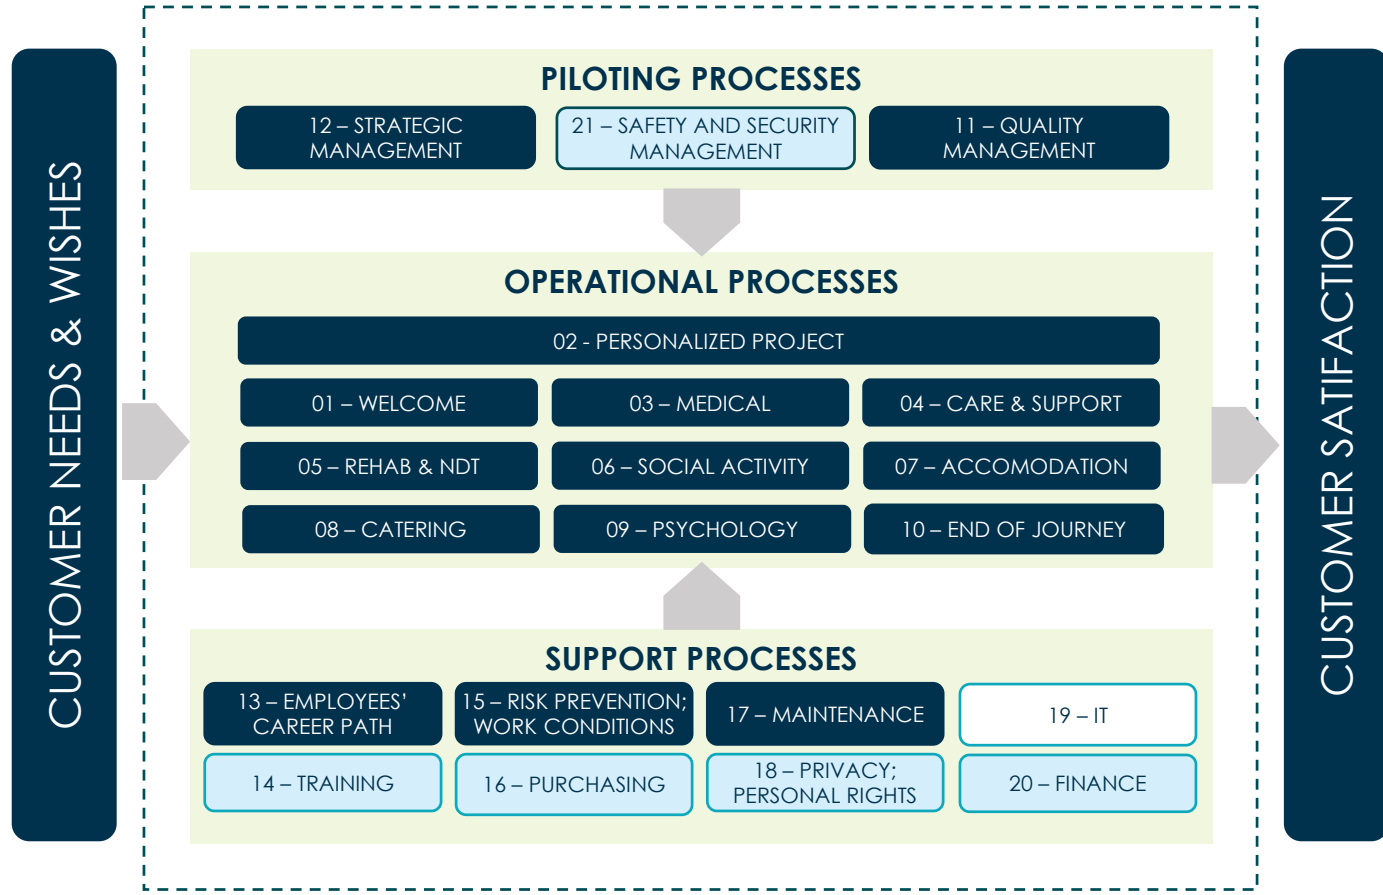 CUSTOMER NEEDS & WISHES
PILOTING PROCESSES
12 – STRATEGIC
MANAGEMENT
21 – SAFETY AND SECURITY
MANAGEMENT
11 – QUALITY
MANAGEMENT
OPERATIONAL PROCESSES
02 - PERSONALIZED PROJECT
01 – WELCOME
03 – MEDICAL
04 – CARE & SUPPORT
05 – REHAB & NDT
06 – SOCIAL ACTIVITY
07 – ACCOMODATION
08 – CATERING
09 – PSYCHOLOGY
10 – END OF JOURNEY
SUPPORT PROCESSES
13 – EMPLOYEES’
CAREER PATH
15 – RISK PREVENTION;
WORK CONDITIONS
17 – MAINTENANCE
19 – IT
14 – TRAINING
16 – PURCHASING
18 – PRIVACY;
PERSONAL RIGHTS
20 – FINANCE
CUSTOMER SATIFACTION